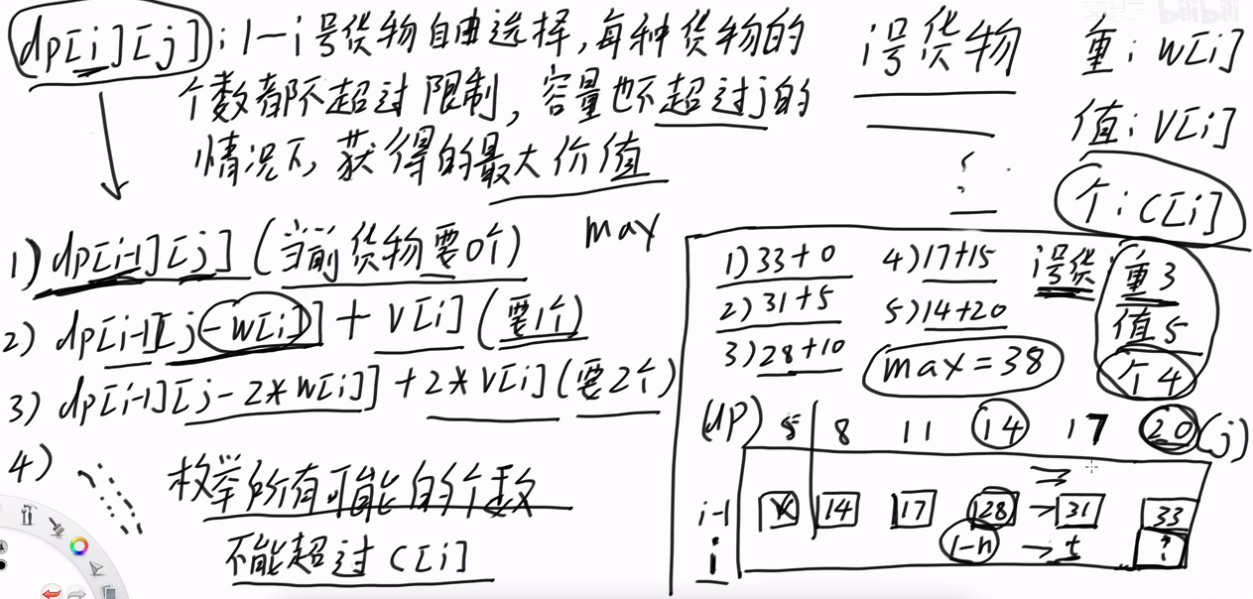 dp[i][j]：1-i号货物自由选择，每种货物的
个数都不超过限制，容量也不超过j的
情况下，获得的最大价值
i号货物
重：w[i]
值：v[i]
个：c[i]
max
1) dp[i-1][j] (当前货物要0个)
2) dp[i-1][j-w[i]] + v[i] (要1个)
3) dp[i-1][j-2*w[i]] + 2*v[i] (要2个)
4)
枚举所有可能的个数
不能超过c[i]
1) 33+0 4) 17+15
2) 31+5 5) 14+20
3) 28+10
max=38
i号货
重3
值5
个4
(dp) 5 8 11 14 17 20 (j)
i-1 14 17 28 → 31 33
i ?
bilibili